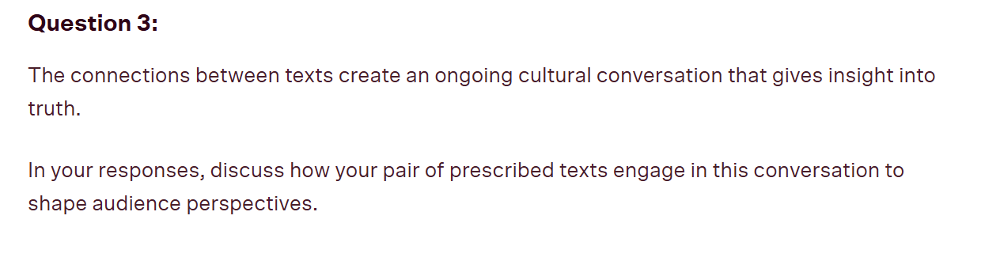 Question 3:
The connections between texts create an ongoing cultural conversation that gives insight into
truth.
In your responses, discuss how your pair of prescribed texts engage in this conversation to
shape audience perspectives.